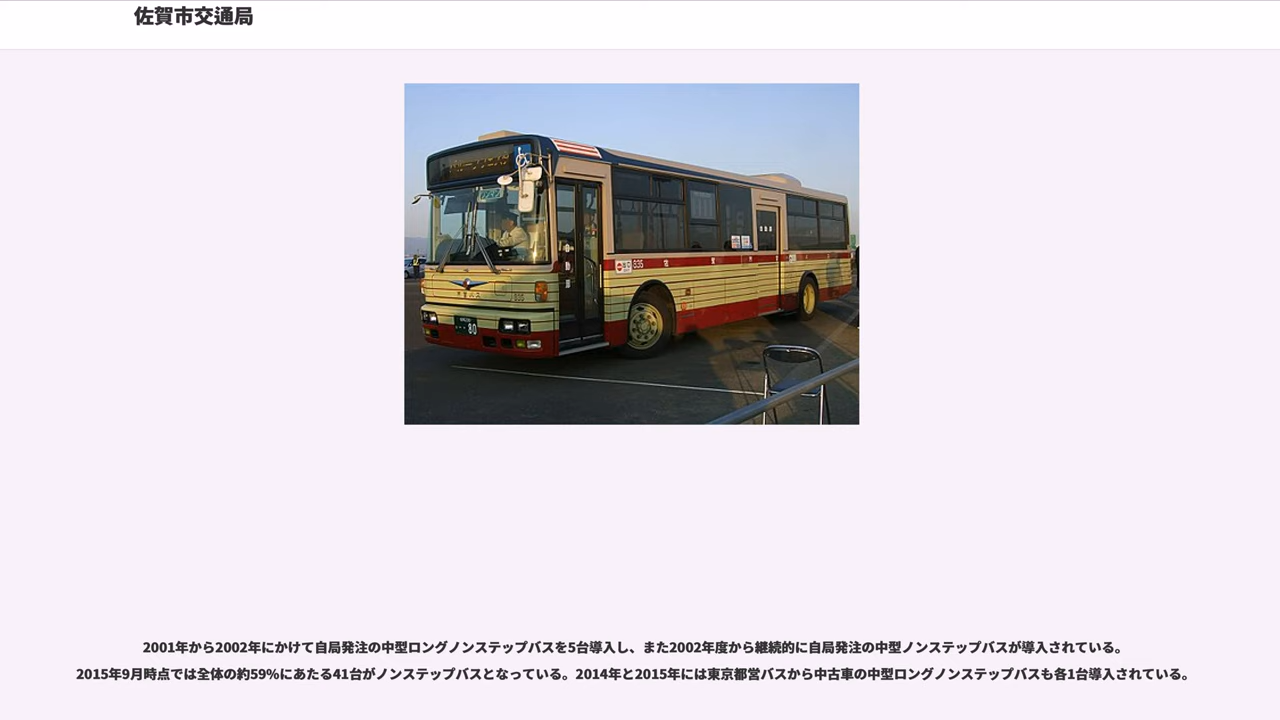 佐賀市交通局
835
80
2001年から2002年にかけて自局発注の中型ロングノンステップバスを5台導入し、また2002年度から継続的に自局発注の中型ノンステップバスが導入されている。
2015年9月時点では全体の約59%にあたる41台がノンステップバスとなっている。2014年と2015年には東京都営バスから中古車の中型ロングノンステップバスも各1台導入されている。